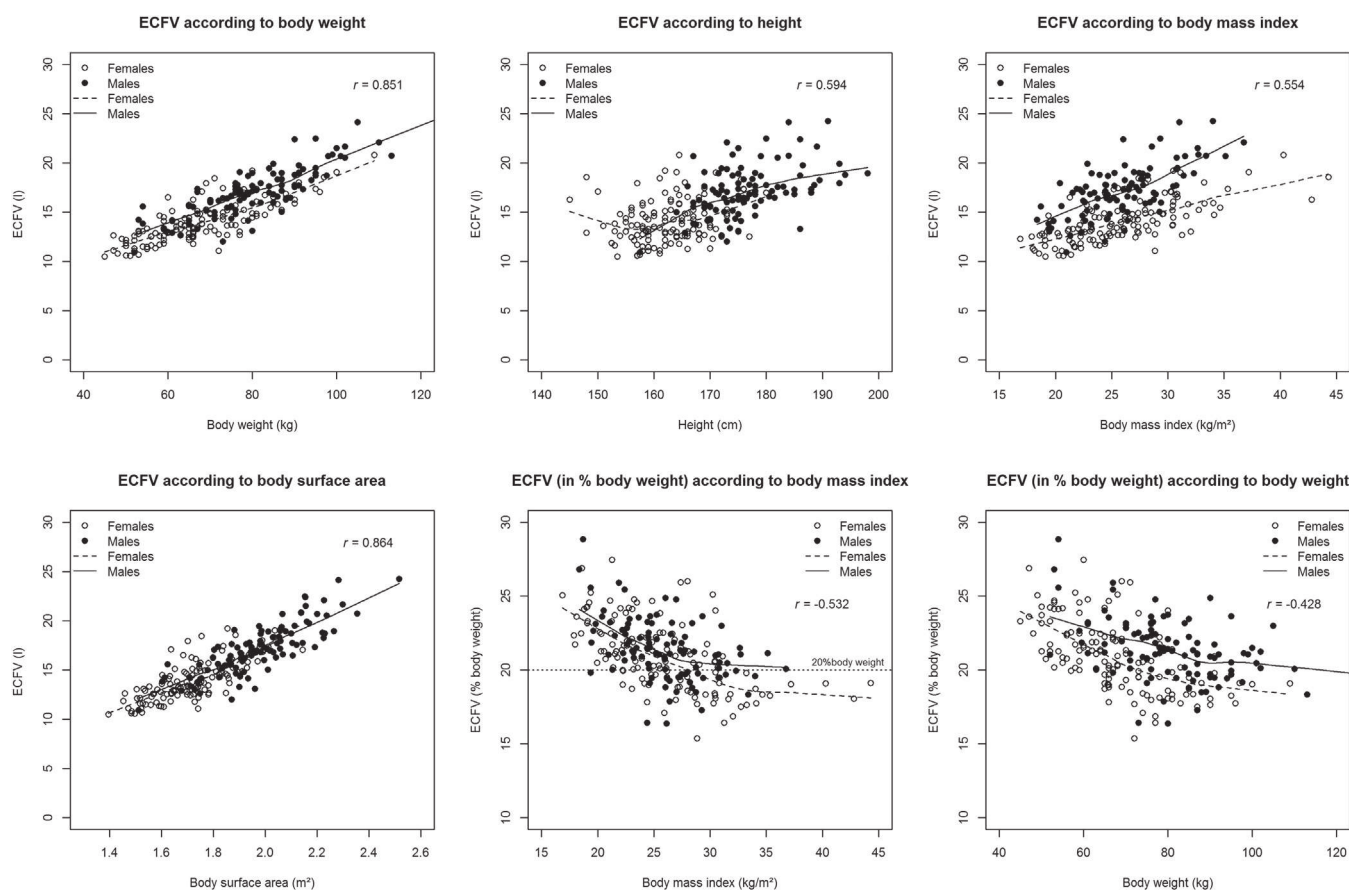 ECFV according to body weight
Females
Males
Females
Males
r = 0.851
30
25
20
15
10
5
0
ECFV (l)
40 60 80 100 120
Body weight (kg)
ECFV according to height
Females
Males
Females
Males
r = 0.594
30
25
20
15
10
5
0
ECFV (l)
140 150 160 170 180 190 200
Height (cm)
ECFV according to body mass index
Females
Males
Females
Males
r = 0.554
30
25
20
15
10
5
0
ECFV (l)
15 20 25 30 35 40 45
Body mass index (kg/m²)
ECFV according to body surface area
Females
Males
Females
Males
r = 0.864
30
25
20
15
10
5
0
ECFV (l)
1.4 1.6 1.8 2.0 2.2 2.4 2.6
Body surface area (m²)
ECFV (in % body weight) according to body mass index
Females
Males
Females
Males
r = -0.532
20%body weight
30
25
20
15
10
ECFV (% body weight)
15 20 25 30 35 40 45
Body mass index (kg/m²)
ECFV (in % body weight) according to body weight
Females
Males
Females
Males
r = -0.428
30
25
20
15
10
ECFV (% body weight)
40 60 80 100 120
Body weight (kg)